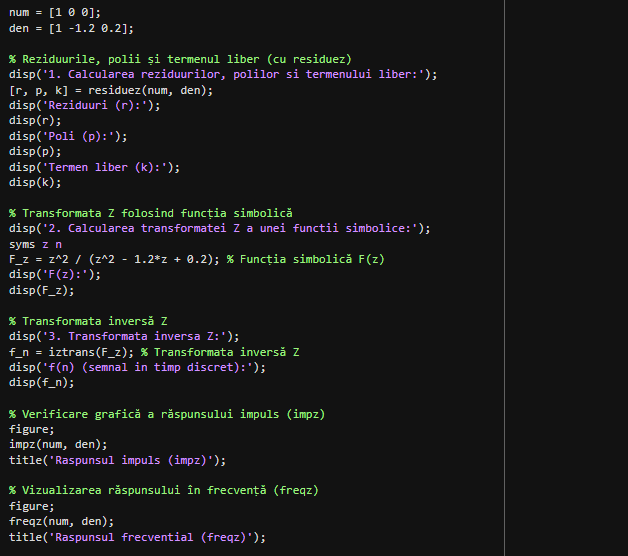 num = [1 0 0];
den = [1 -1.2 0.2];
% Reziduurile, polii și termenul liber (cu residuez)
disp('1. Calcularea reziduurilor, polilor si termenului liber:');
[r, p, k] = residuez(num, den);
disp('Reziduuri (r):');
disp(r);
disp('Poli (p):');
disp(p);
disp('Termen liber (k):');
disp(k);
% Transformata Z folosind funcția simbolică
disp('2. Calcularea transformatei Z a unei functii simbolice:');
syms z n
F_z = z^2 / (z^2 - 1.2*z + 0.2); % Funcția simbolică F(z)
disp('F(z):');
disp(F_z);
% Transformata inversă Z
disp('3. Transformata inversa Z:');
f_n = iztrans(F_z); % Transformata inversă Z
disp('f(n) (semnal in timp discret):');
disp(f_n);
% Verificare grafică a răspunsului impuls (impz)
figure;
impz(num, den);
title('Raspunsul impuls (impz)');
% Vizualizarea răspunsului în frecvență (freqz)
figure;
freqz(num, den);
title('Raspunsul frecvential (freqz)');